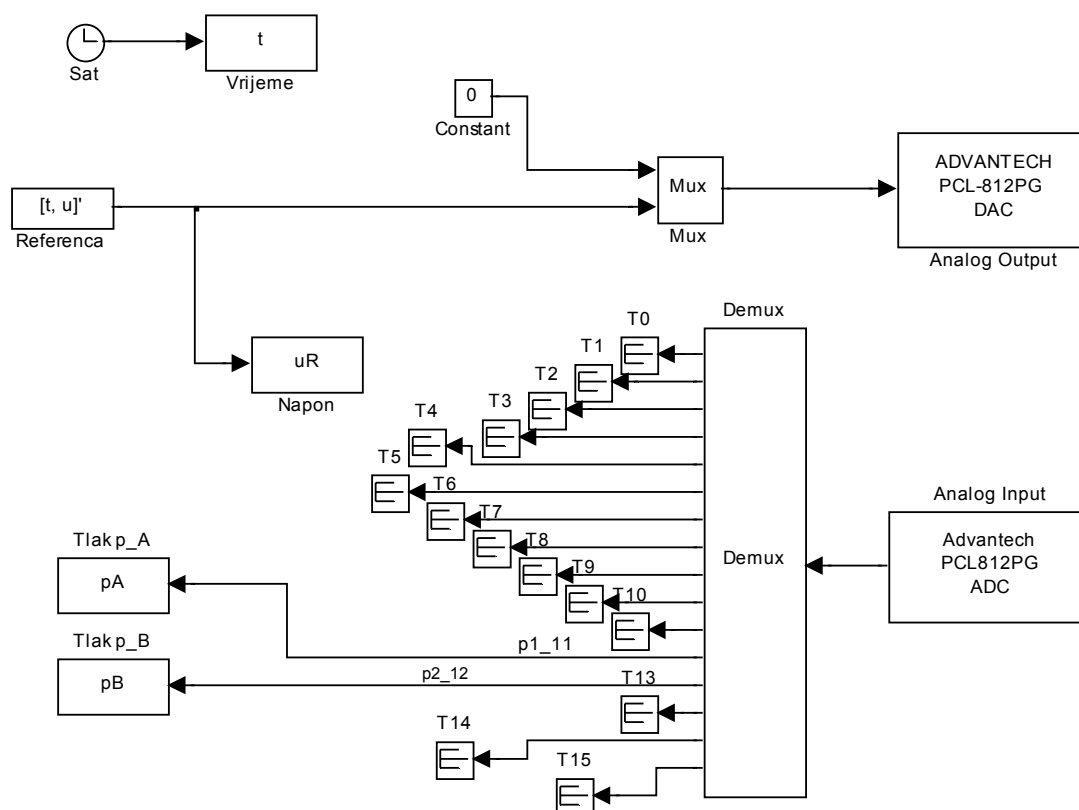 t
Sat
Vrijeme
0
Constant
ADVANTECH
PCL-812PG
DAC
Analog Output
Mux
Mux
[t, u]'
Referenca
uR
Napon
Demux
T0
T1
T2
T3
T4
T5
T6
T7
T8
T9
T10
Demux
Analog Input
Advantech
PCL812PG
ADC
Tlak p_A
pA
p1_11
Tlak p_B
pB
p2_12
T13
T14
T15